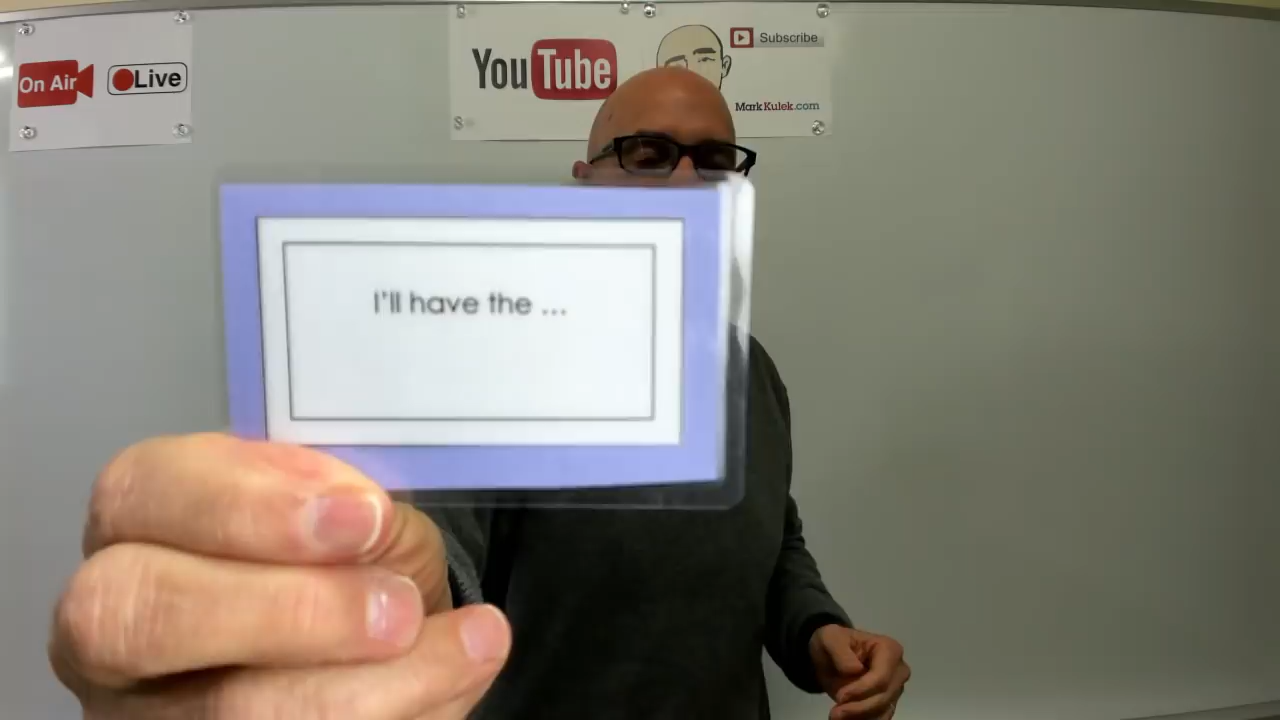 On Air
Live
YouTube
Subscribe
MarkKulek.com
I'll have the ...